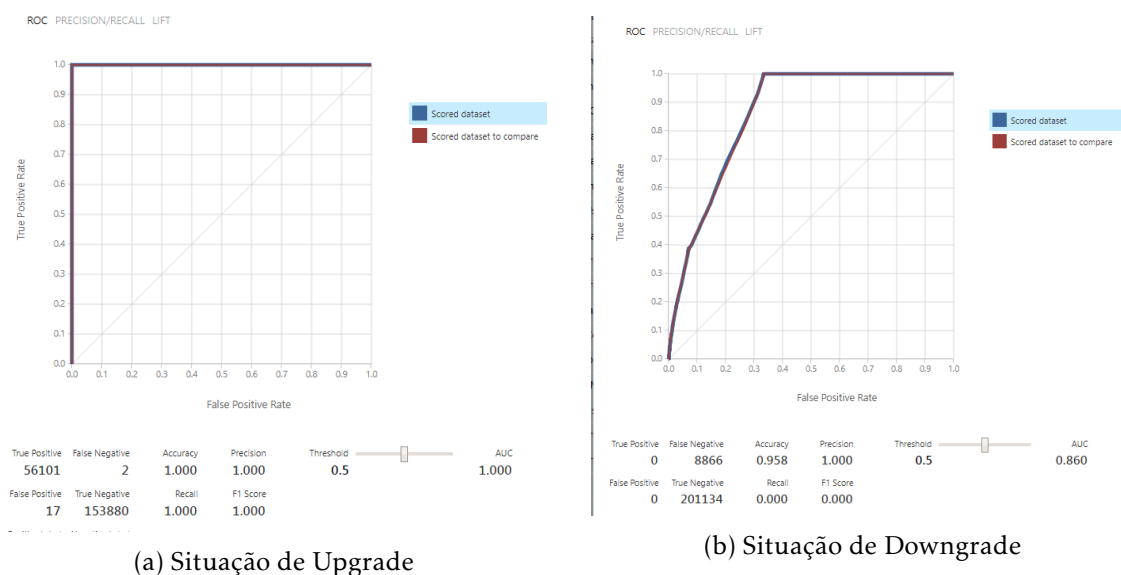 ROC PRECISION/RECALL LIFT
1.0
0.9
0.8
0.7
0.6
0.5
0.4
0.3
0.2
0.1
0.0
True Positive Rate
0.0 0.1 0.2 0.3 0.4 0.5 0.6 0.7 0.8 0.9 1.0
False Positive Rate
Scored dataset
Scored dataset to compare
True Positive False Negative Accuracy Precision Threshold AUC
56101 2 1.000 1.000 0.5 1.000
False Positive True Negative Recall F1 Score
17 153880 1.000 1.000
(a) Situação de Upgrade
ROC PRECISION/RECALL LIFT
1.0
0.9
0.8
0.7
0.6
0.5
0.4
0.3
0.2
0.1
0.0
True Positive Rate
0.0 0.1 0.2 0.3 0.4 0.5 0.6 0.7 0.8 0.9 1.0
False Positive Rate
Scored dataset
Scored dataset to compare
True Positive False Negative Accuracy Precision Threshold AUC
0 8866 0.958 1.000 0.5 0.860
False Positive True Negative Recall F1 Score
0 201134 0.000 0.000
(b) Situação de Downgrade